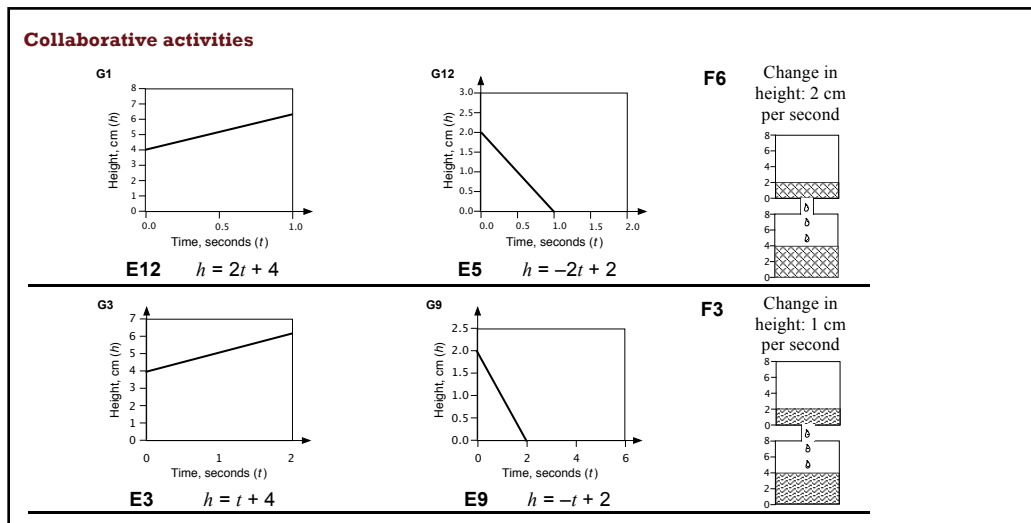 Collaborative activities
G1
8
7
6
5
4
3
2
1
0
Height, cm (h)
0.0 0.5 1.0
Time, seconds (t)
E12 h = 2t + 4
G12
3.0
2.5
2.0
1.5
1.0
0.5
0.0
Height, cm (h)
0.0 0.5 1.0 1.5 2.0
Time, seconds (t)
E5 h = –2t + 2
F6
Change in
height: 2 cm
per second
8
6
4
2
0
8
6
4
2
0
G3
7
6
5
4
3
2
1
0
Height, cm (h)
0 1 2
Time, seconds (t)
E3 h = t + 4
G9
2.5
2.0
1.5
1.0
0.5
0.0
Height, cm (h)
0 2 4 6
Time, seconds (t)
E9 h = –t + 2
F3
Change in
height: 1 cm
per second
8
6
4
2
0
8
6
4
2
0